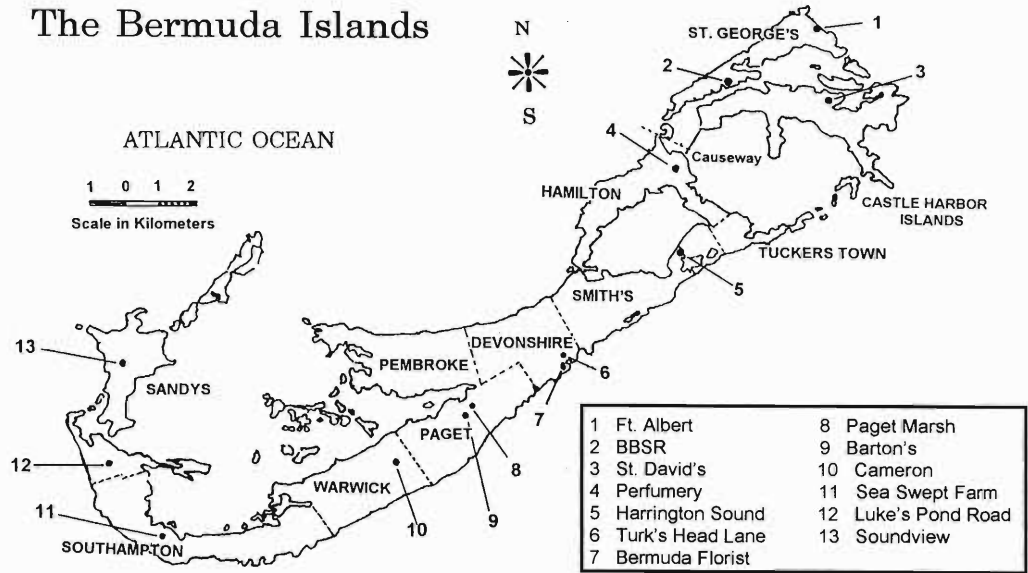 The Bermuda Islands
N
S
ATLANTIC OCEAN
1 0 1 2
Scale in Kilometers
ST. GEORGE'S
1
2
3
4
Causeway
HAMILTON
CASTLE HARBOR
ISLANDS
TUCKERS TOWN
5
SMITH'S
DEVONSHIRE
6
PEMBROKE
7
13
SANDYS
PAGET
8
12
WARWICK
9
10
11
SOUTHAMPTON
1 Ft. Albert
2 BBSR
3 St. David's
4 Perfumery
5 Harrington Sound
6 Turk's Head Lane
7 Bermuda Florist
8 Paget Marsh
9 Barton's
10 Cameron
11 Sea Swept Farm
12 Luke's Pond Road
13 Soundview